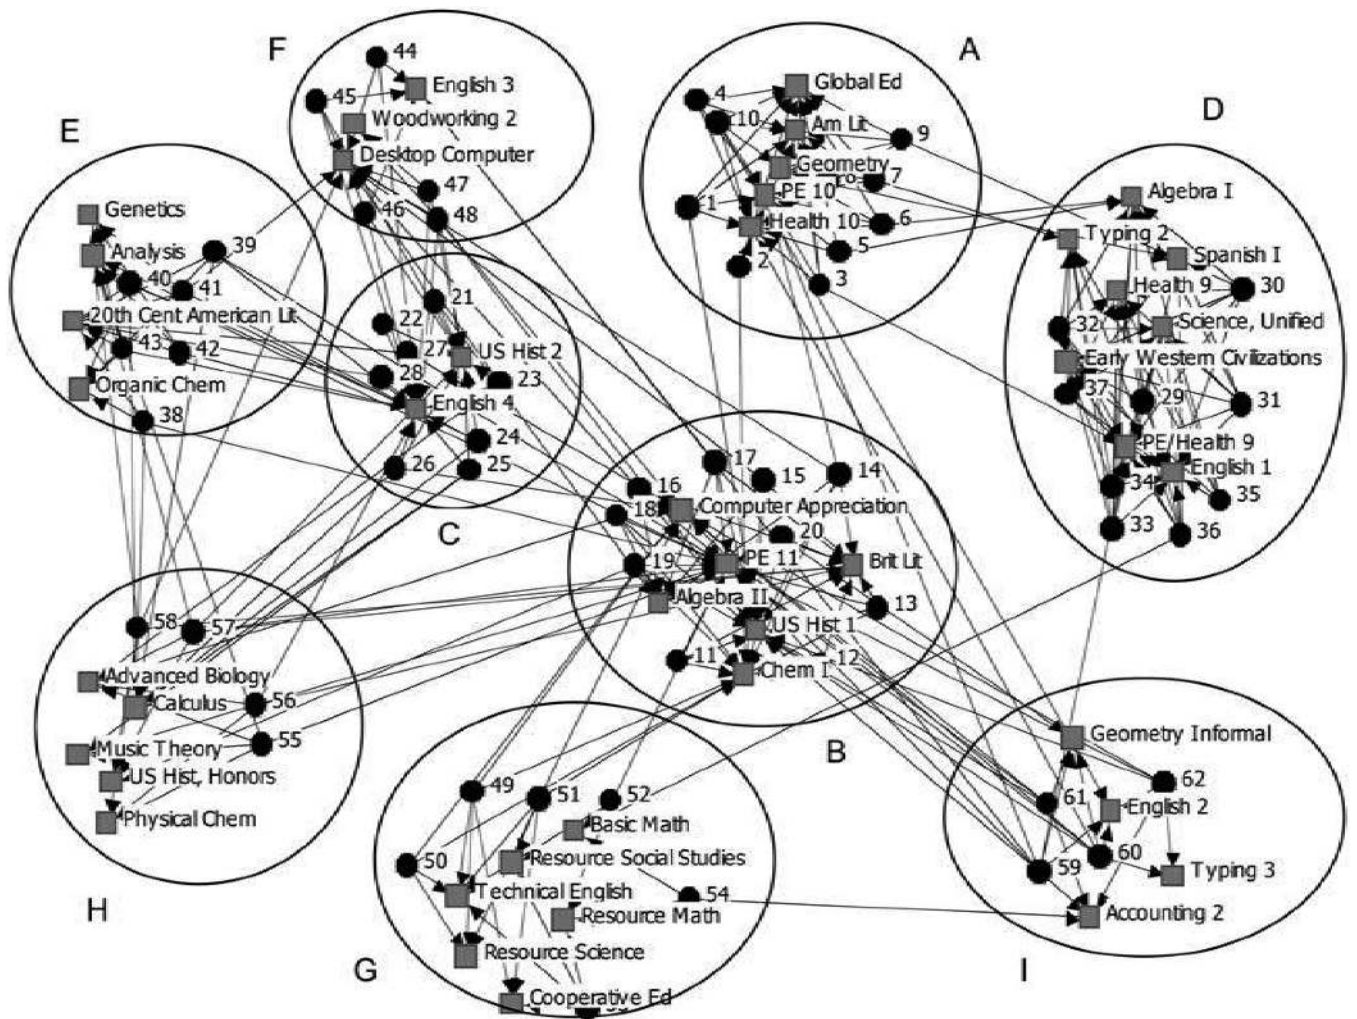 F
44
English 3
45
Woodworking 2
Desktop Computer
47
46
48
A
4
Global Ed
10
Am Lit
9
Geometry
8
7
PE 10
1
6
Health 10
5
2
3
D
Algebra I
Typing 2
Spanish I
Health 9
30
32
Science, Unified
Early Western Civilizations
37
29
31
PE/Health 9
English 1
34
35
33
36
E
Genetics
39
Analysis
40
41
20th Cent American Lit
43
42
Organic Chem
38
21
22
27
US Hist 2
28
23
English 4
24
26
25
C
17
15
14
16
Computer Appreciation
18
20
19
PE 11
Brit Lit
Algebra II
13
US Hist 1
11
12
Chem I
B
58
57
Advanced Biology
Calculus
56
55
Music Theory
US Hist, Honors
Physical Chem
H
49
51
52
Basic Math
50
Resource Social Studies
Technical English
54
Resource Math
Resource Science
Cooperative Ed
G
Geometry Informal
62
61
English 2
59
60
Typing 3
Accounting 2
I